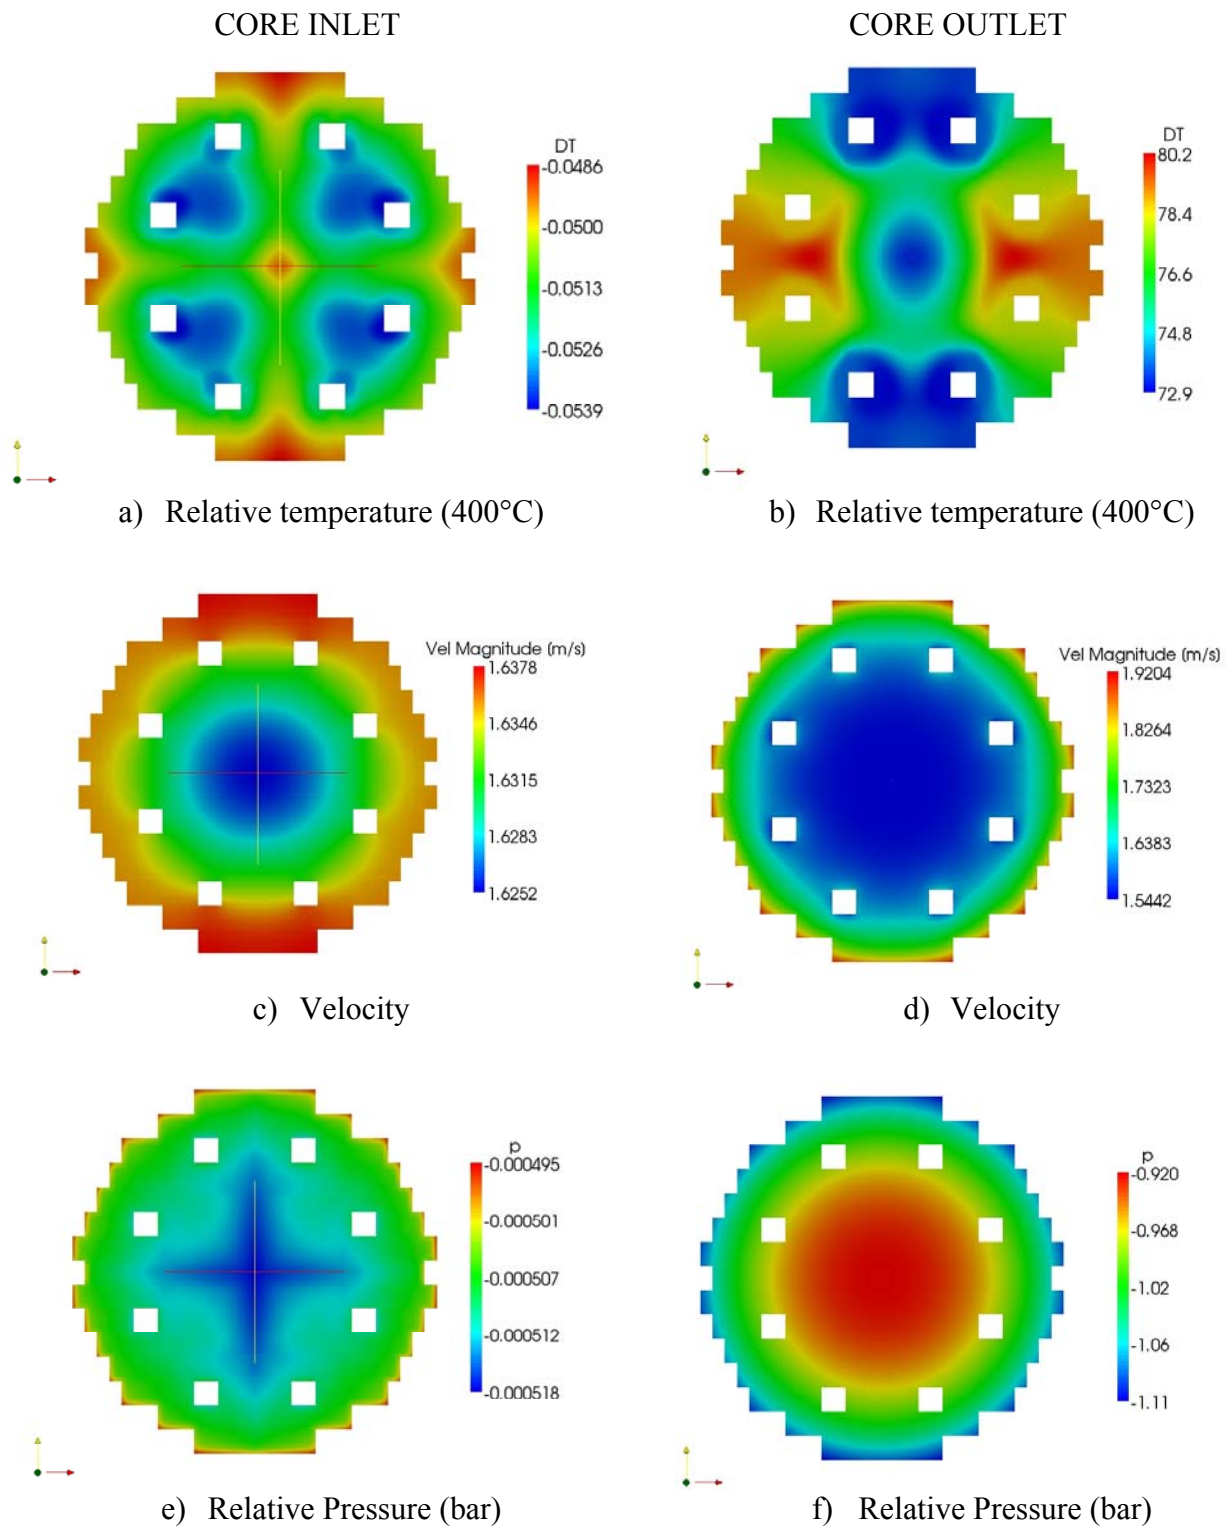 CORE INLET
CORE OUTLET
DT
-0.0486
-0.0500
-0.0513
-0.0526
-0.0539
DT
80.2
78.4
76.6
74.8
72.9
a) Relative temperature (400°C)
b) Relative temperature (400°C)
Vel Magnitude (m/s)
1.6378
1.6346
1.6315
1.6283
1.6252
Vel Magnitude (m/s)
1.9204
1.8264
1.7323
1.6383
1.5442
c) Velocity
d) Velocity
p
-0.000495
-0.000501
-0.000507
-0.000512
-0.000518
p
-0.920
-0.968
-1.02
-1.06
-1.11
e) Relative Pressure (bar)
f) Relative Pressure (bar)